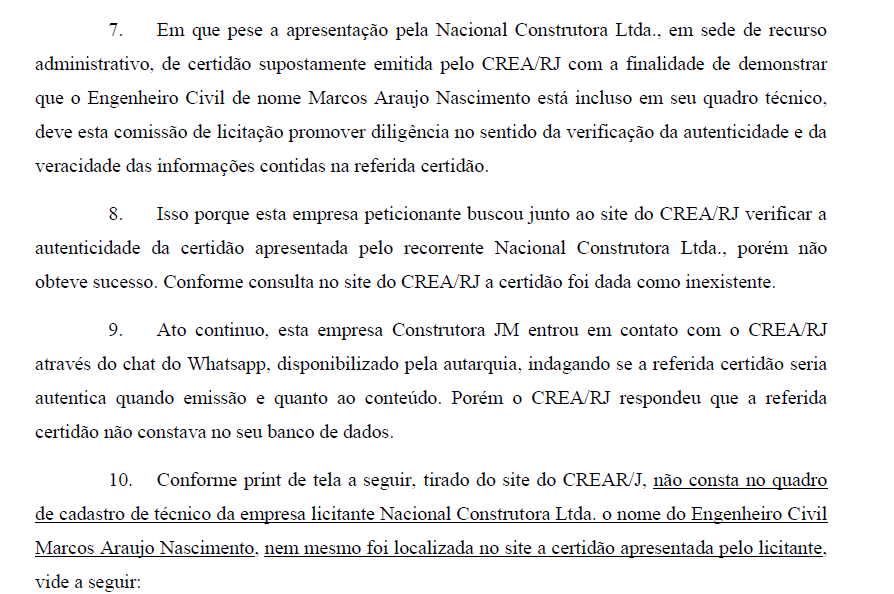 7. Em que pese a apresentação pela Nacional Construtora Ltda., em sede de recurso
administrativo, de certidão supostamente emitida pelo CREA/RJ com a finalidade de demonstrar
que o Engenheiro Civil de nome Marcos Araujo Nascimento está incluso em seu quadro técnico,
deve esta comissão de licitação promover diligência no sentido da verificação da autenticidade e da
veracidade das informações contidas na referida certidão.
8. Isso porque esta empresa peticionante buscou junto ao site do CREA/RJ verificar a
autenticidade da certidão apresentada pelo recorrente Nacional Construtora Ltda., porém não
obteve sucesso. Conforme consulta no site do CREA/RJ a certidão foi dada como inexistente.
9. Ato continuo, esta empresa Construtora JM entrou em contato com o CREA/RJ
através do chat do Whatsapp, disponibilizado pela autarquia, indagando se a referida certidão seria
autentica quando emissão e quanto ao conteúdo. Porém o CREA/RJ respondeu que a referida
certidão não constava no seu banco de dados.
10. Conforme print de tela a seguir, tirado do site do CREAR/J, não consta no quadro
de cadastro de técnico da empresa licitante Nacional Construtora Ltda. o nome do Engenheiro Civil
Marcos Araujo Nascimento, nem mesmo foi localizada no site a certidão apresentada pelo licitante,
vide a seguir: